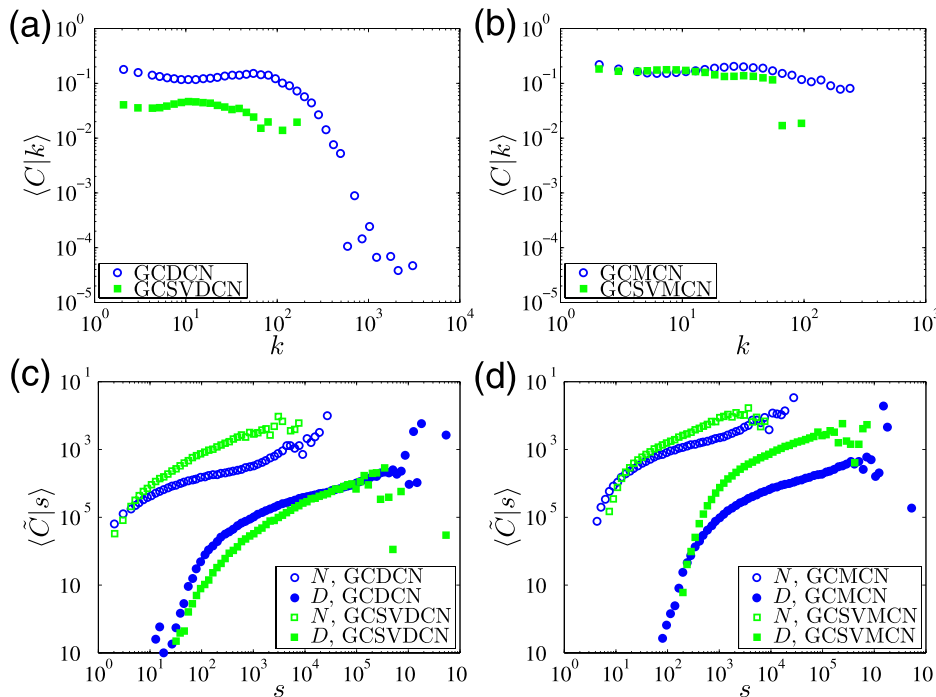 (a)
10^0
10^-1
10^-2
10^-3
10^-4
10^-5
⟨C|k⟩
GCDCN
GCSVDCN
10^0 10^1 10^2 10^3 10^4
k
(b)
10^0
10^-1
10^-2
10^-3
10^-4
10^-5
⟨C|k⟩
GCMCN
GCSVMCN
10^0 10^1 10^2 10^3
k
(c)
10^1
10^3
10^5
10
10
⟨C̃|s⟩
N, GCDCN
D, GCDCN
N, GCSVDCN
D, GCSVDCN
10^0 10^1 10^2 10^3 10^4 10^5 10 10
s
(d)
10^1
10^3
10^5
10
10
⟨C̃|s⟩
N, GCMCN
D, GCMCN
N, GCSVMCN
D, GCSVMCN
10^0 10^1 10^2 10^3 10^4 10^5 10 10
s